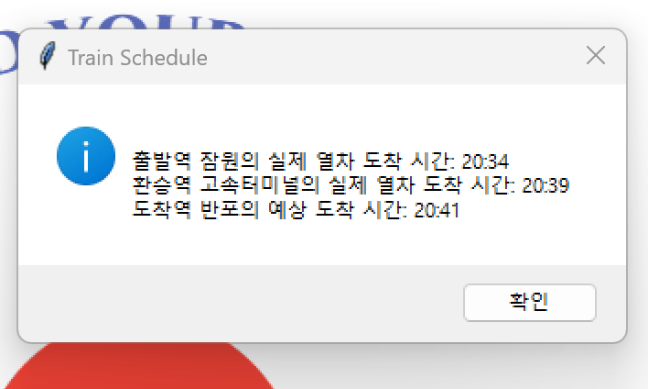 YOUR
Train Schedule
출발역 잠원의 실제 열차 도착 시간: 20:34
환승역 고속터미널의 실제 열차 도착 시간: 20:39
도착역 반포의 예상 도착 시간: 20:41
확인